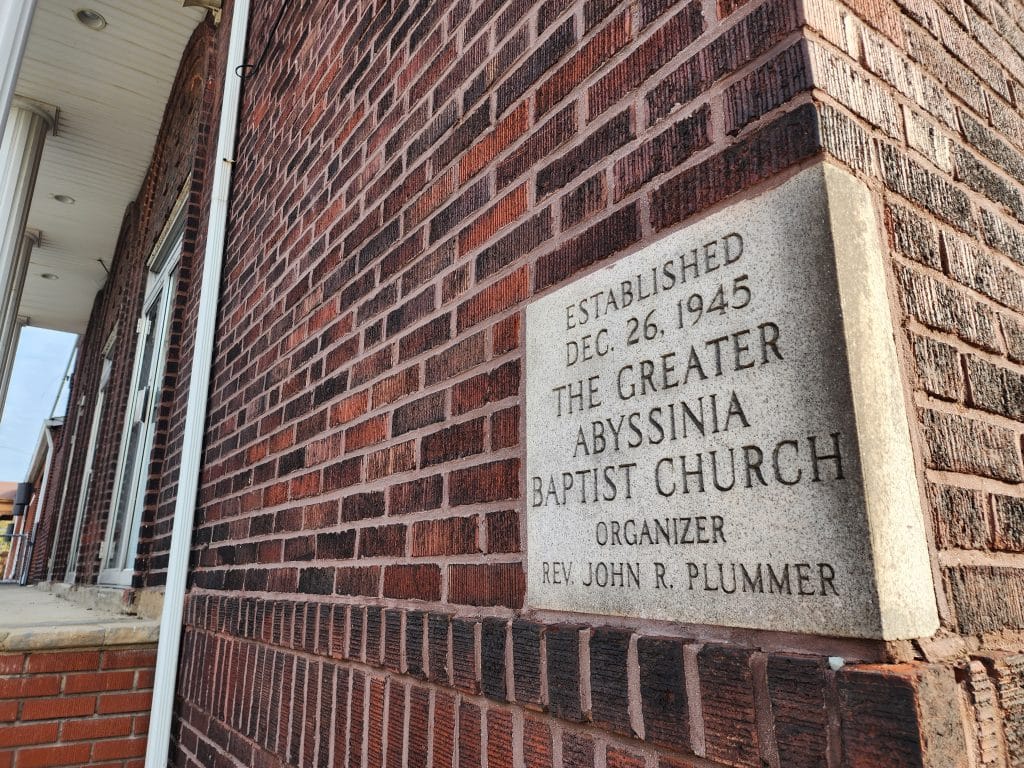 ESTABLISHED
DEC. 26, 1945
THE GREATER
ABYSSINIA
BAPTIST CHURCH
ORGANIZER
REV. JOHN R. PLUMMER